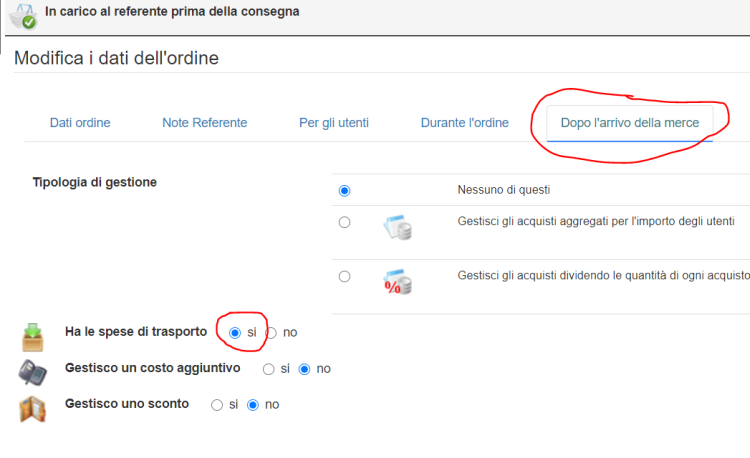 In carico al referente prima della consegna
Modifica i dati dell'ordine
Dati ordine Note Referente Per gli utenti Durante l'ordine Dopo l'arrivo della merce
Tipologia di gestione
Nessuno di questi
Gestisci gli acquisti aggregati per l'importo degli utenti
%
Gestisci gli acquisti dividendo le quantità di ogni acquisto
Ha le spese di trasporto si no
Gestisco un costo aggiuntivo si no
Gestisco uno sconto si no